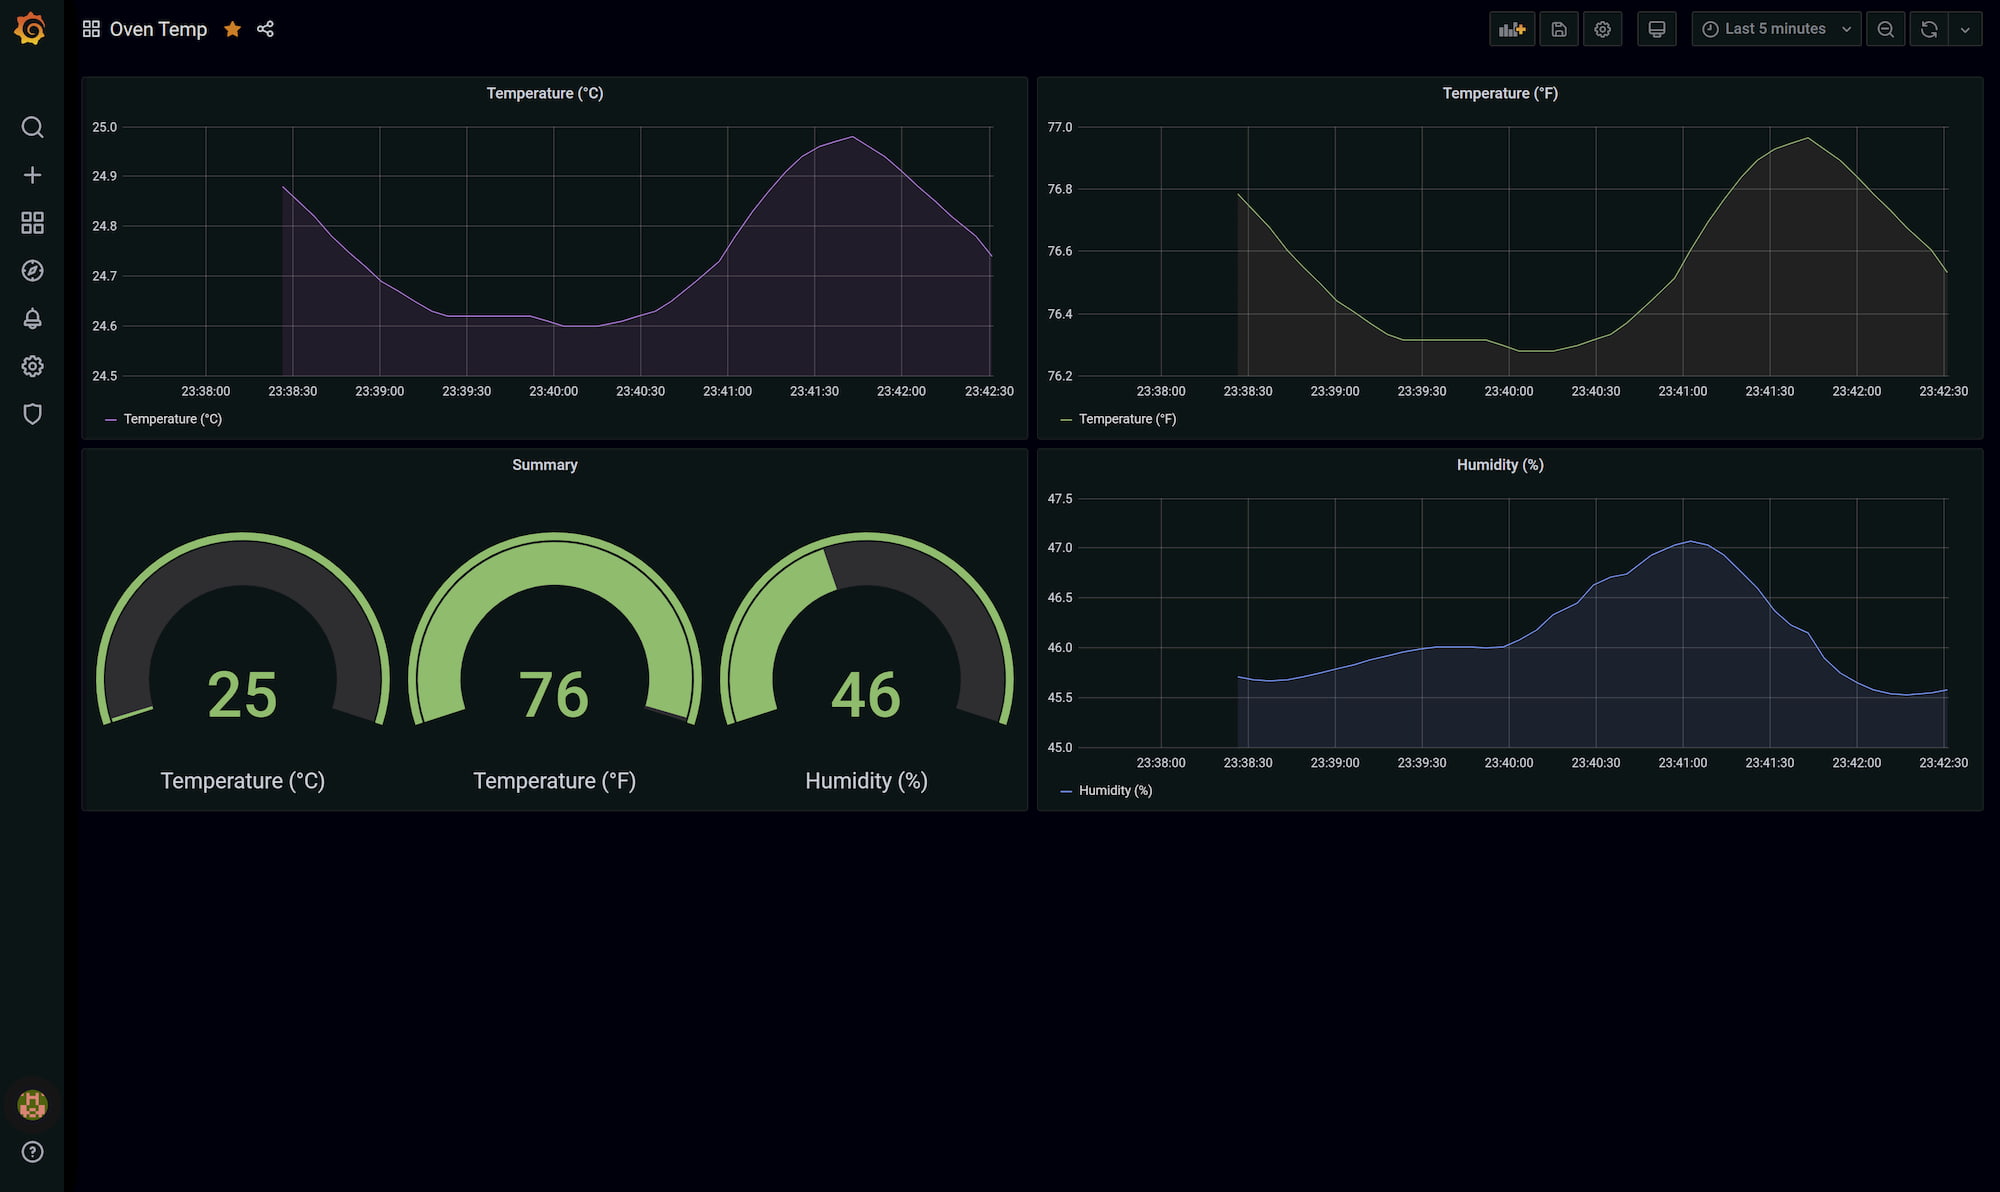 Oven Temp
Last 5 minutes
Temperature (°C)
25.0
24.9
24.8
24.7
24.6
24.5
23:38:00 23:38:30 23:39:00 23:39:30 23:40:00 23:40:30 23:41:00 23:41:30 23:42:00 23:42:30
Temperature (°C)
Temperature (°F)
77.0
76.8
76.6
76.4
76.2
23:38:00 23:38:30 23:39:00 23:39:30 23:40:00 23:40:30 23:41:00 23:41:30 23:42:00 23:42:30
Temperature (°F)
Summary
25 76 46
Temperature (°C) Temperature (°F) Humidity (%)
Humidity (%)
47.5
47.0
46.5
46.0
45.5
45.0
23:38:00 23:38:30 23:39:00 23:39:30 23:40:00 23:40:30 23:41:00 23:41:30 23:42:00 23:42:30
Humidity (%)